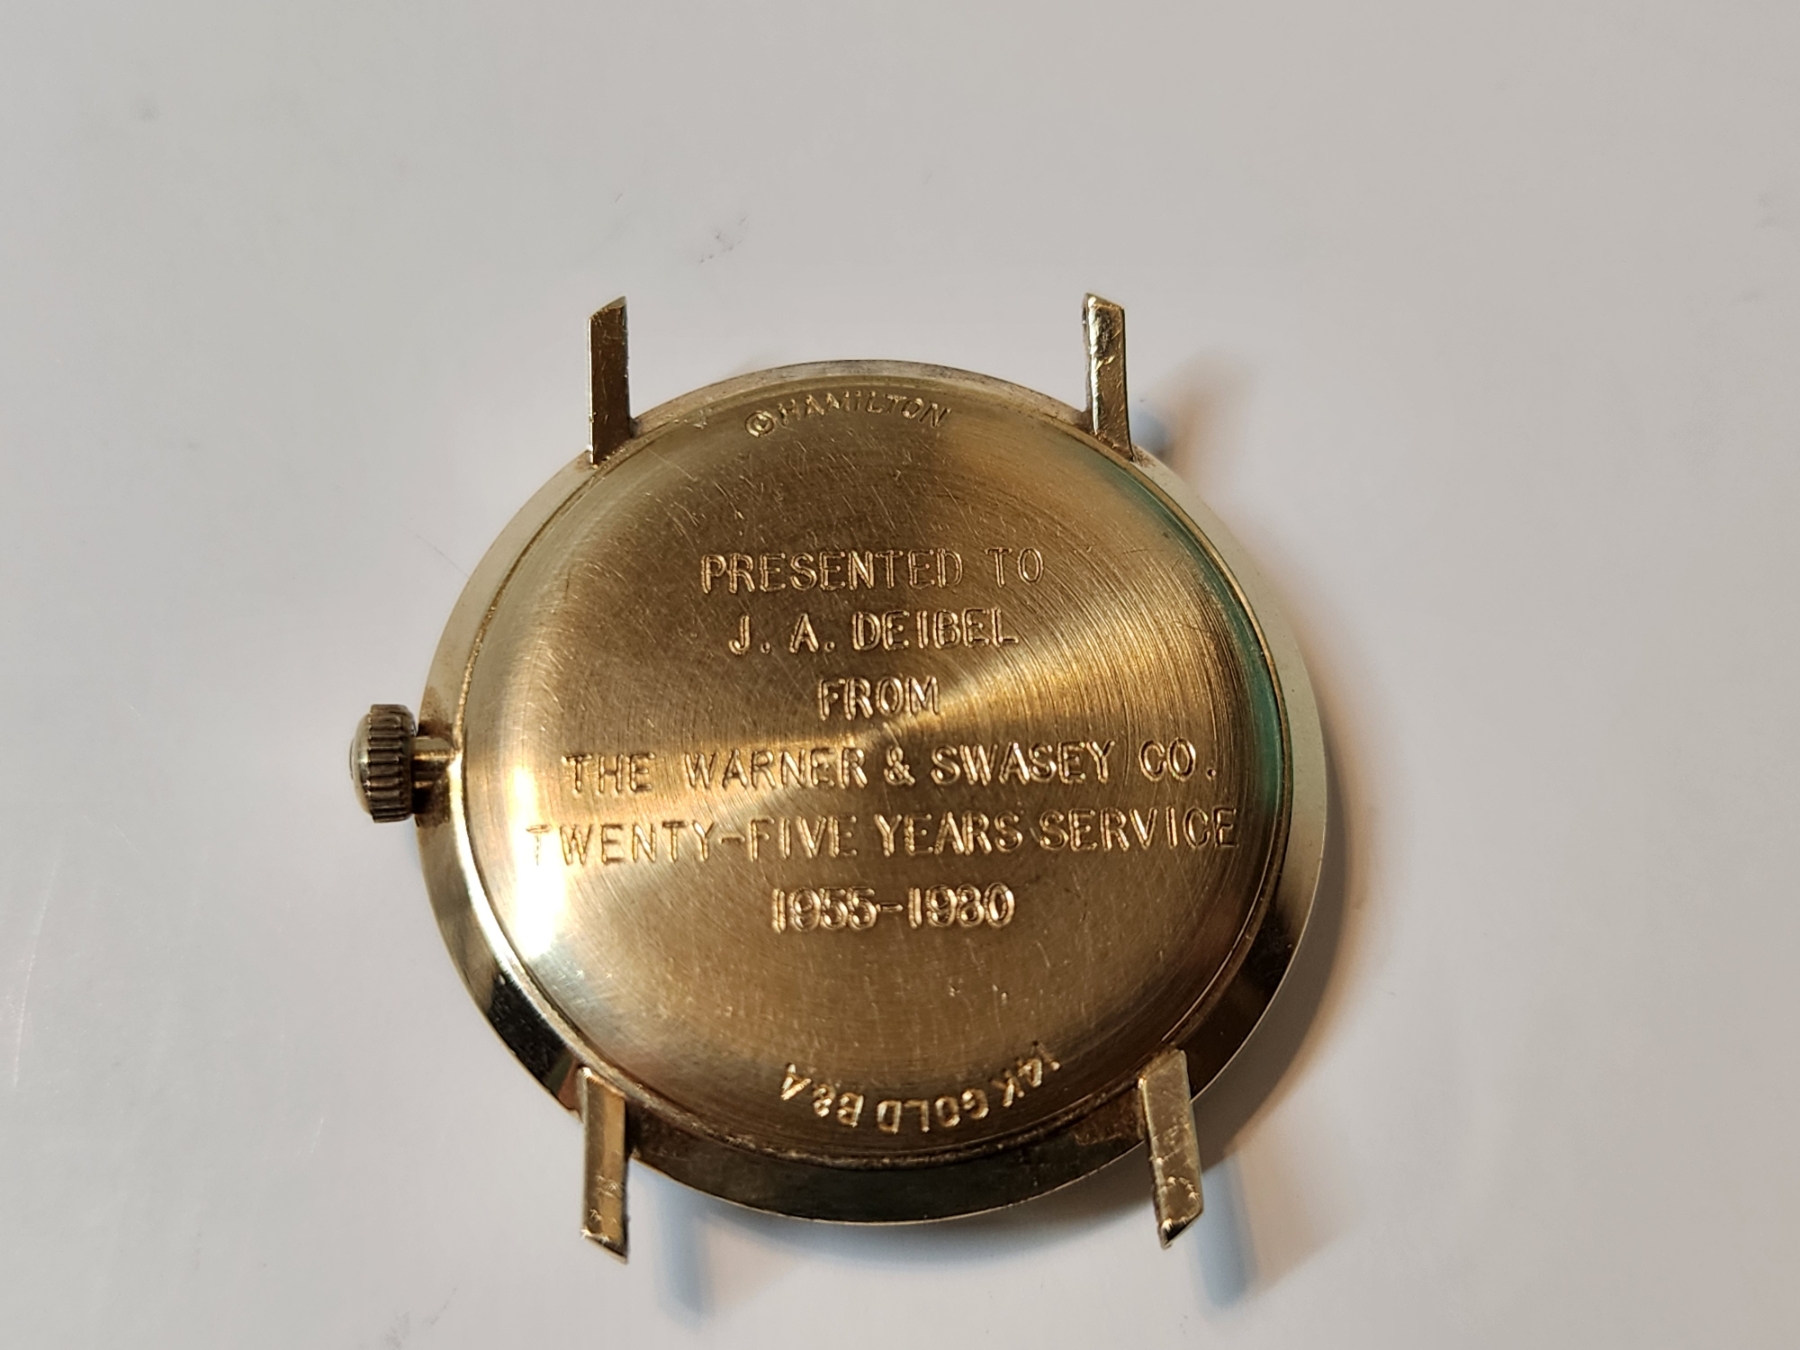 ©HAMILTON
PRESENTED TO
J. A. DEIBEL
FROM
THE WARNER & SWASEY CO.
TWENTY-FIVE YEARS SERVICE
1955-1980
14K GOLD B&A